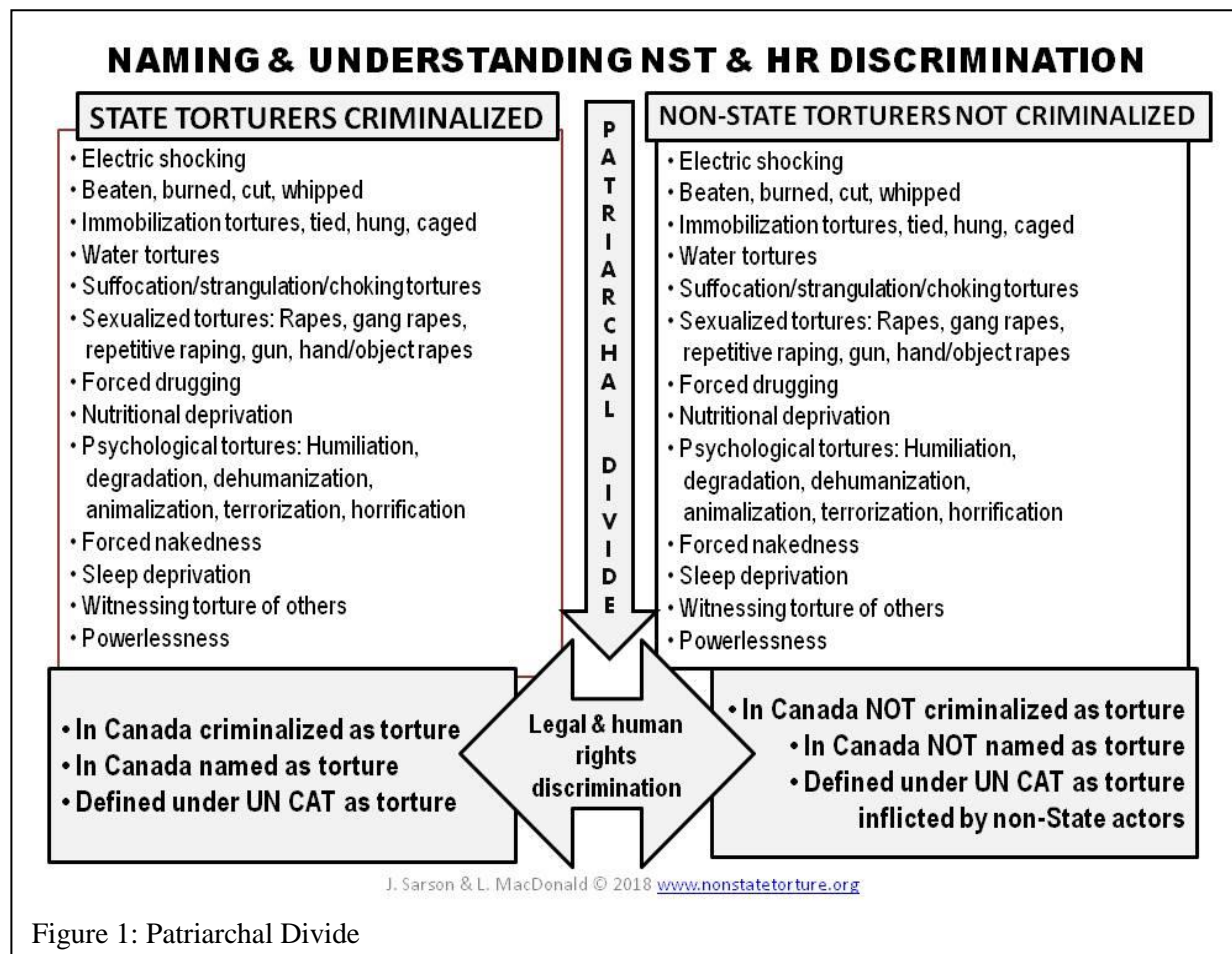 NAMING & UNDERSTANDING NST & HR DISCRIMINATION
STATE TORTURERS CRIMINALIZED
• Electric shocking
• Beaten, burned, cut, whipped
• Immobilization tortures, tied, hung, caged
• Water tortures
• Suffocation/strangulation/choking tortures
• Sexualized tortures: Rapes, gang rapes,
repetitive raping, gun, hand/object rapes
• Forced drugging
• Nutritional deprivation
• Psychological tortures: Humiliation,
degradation, dehumanization,
animalization, terrorization, horrification
• Forced nakedness
• Sleep deprivation
• Witnessing torture of others
• Powerlessness
• In Canada criminalized as torture
• In Canada named as torture
• Defined under UN CAT as torture
PATRIARCHAL DIVIDE
Legal & human
rights
discrimination
NON-STATE TORTURERS NOT CRIMINALIZED
• Electric shocking
• Beaten, burned, cut, whipped
• Immobilization tortures, tied, hung, caged
• Water tortures
• Suffocation/strangulation/choking tortures
• Sexualized tortures: Rapes, gang rapes,
repetitive raping, gun, hand/object rapes
• Forced drugging
• Nutritional deprivation
• Psychological tortures: Humiliation,
degradation, dehumanization,
animalization, terrorization, horrification
• Forced nakedness
• Sleep deprivation
• Witnessing torture of others
• Powerlessness
• In Canada NOT criminalized as torture
• In Canada NOT named as torture
• Defined under UN CAT as torture
inflicted by non-State actors
J. Sarson & L. MacDonald © 2018 www.nonstatetorture.org
Figure 1: Patriarchal Divide